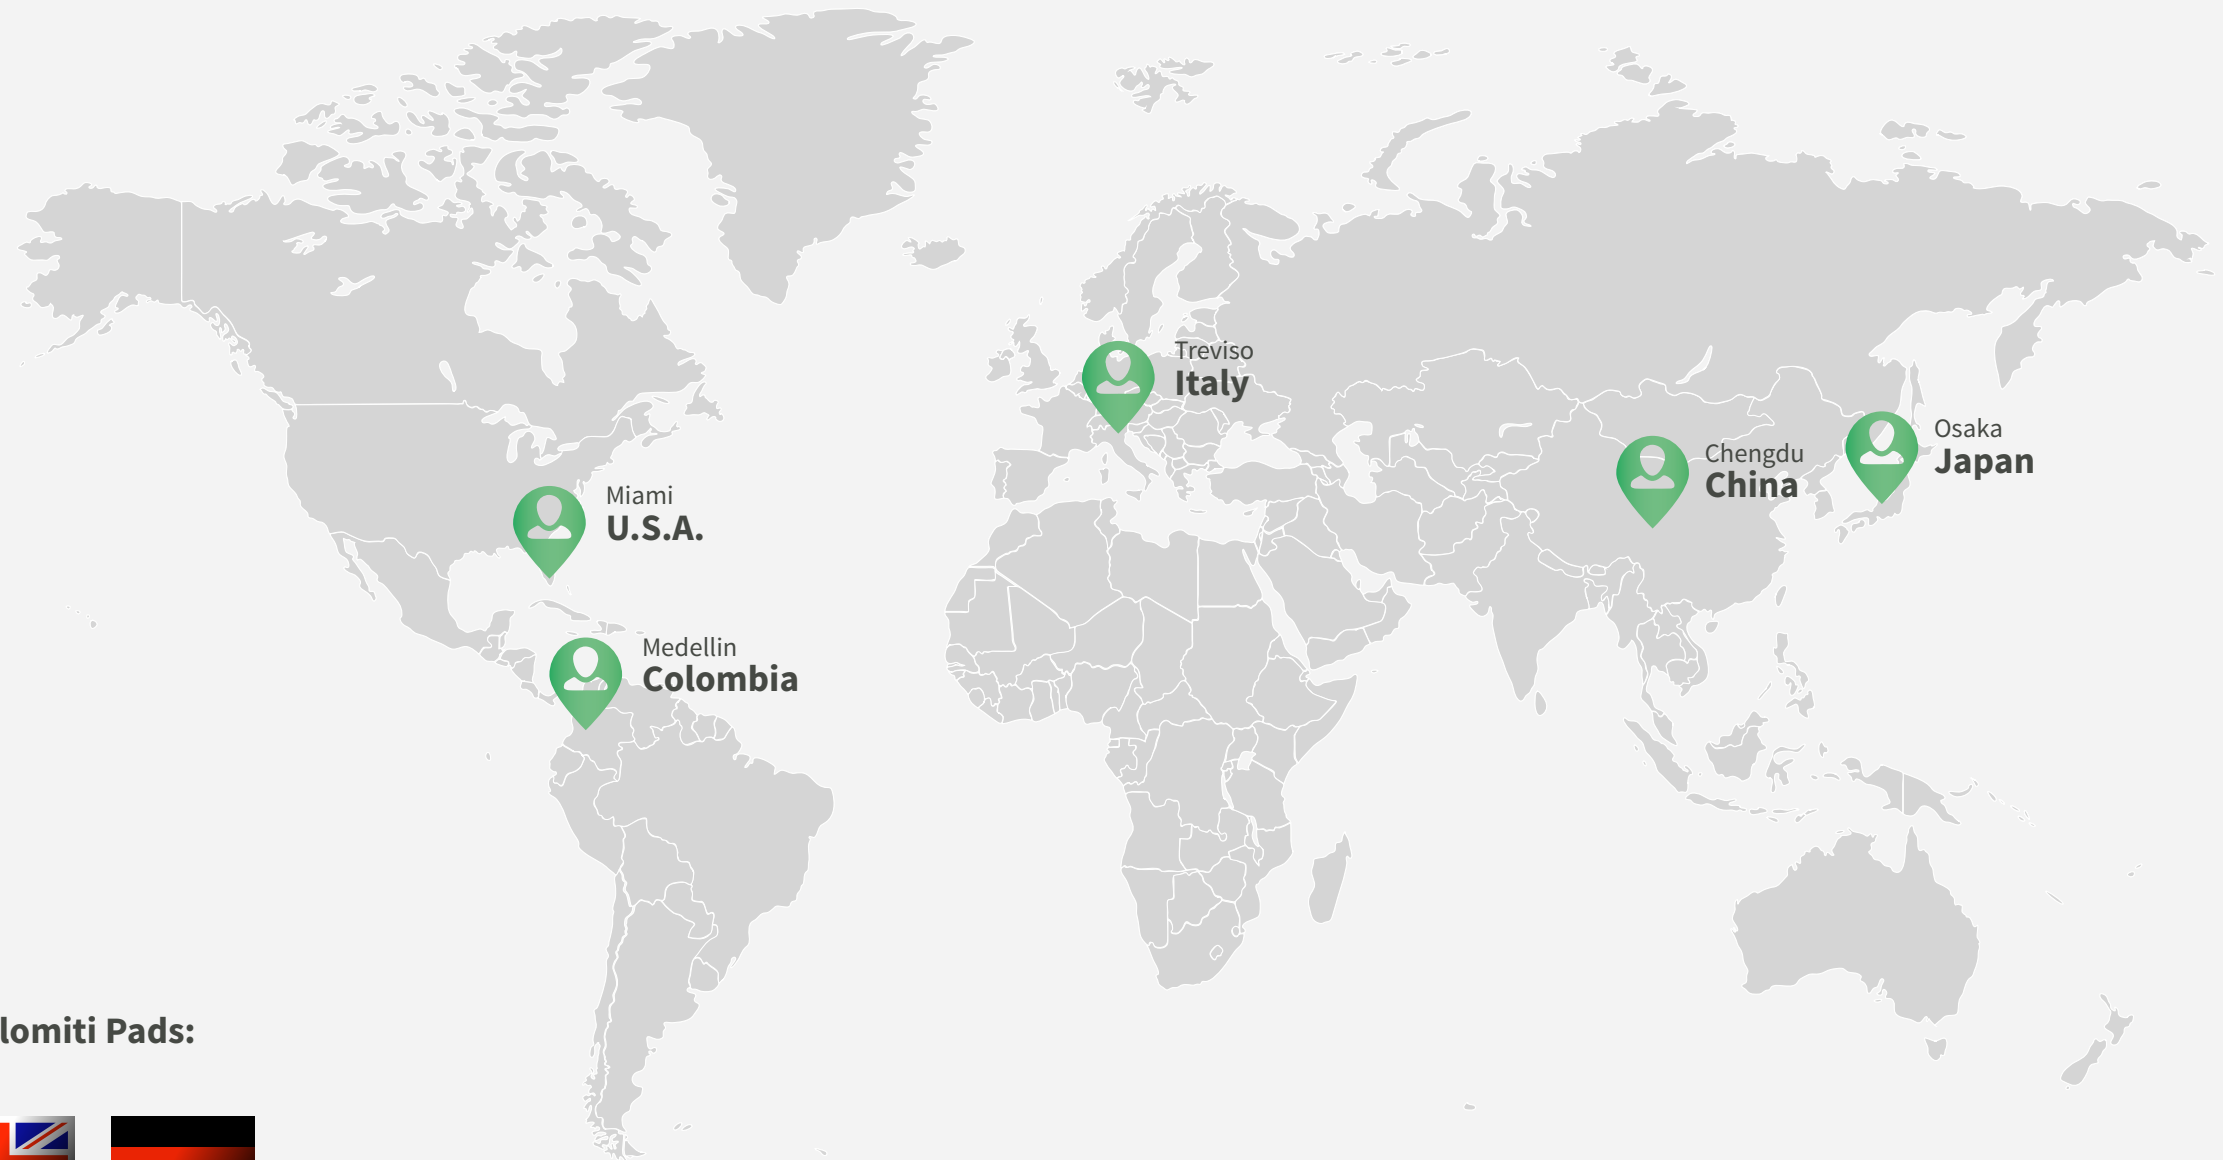 Treviso
Italy
Osaka
Japan
Chengdu
China
Miami
U.S.A.
Medellin
Colombia
lomiti Pads: